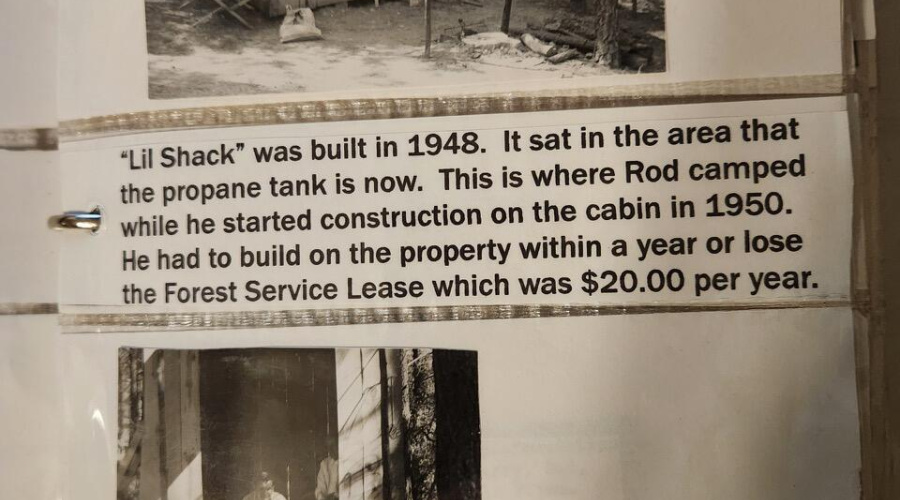 “Lil Shack” was built in 1948.  It sat in the area that
the propane tank is now.  This is where Rod camped
while he started construction on the cabin in 1950.
He had to build on the property within a year or lose
the Forest Service Lease which was $20.00 per year.